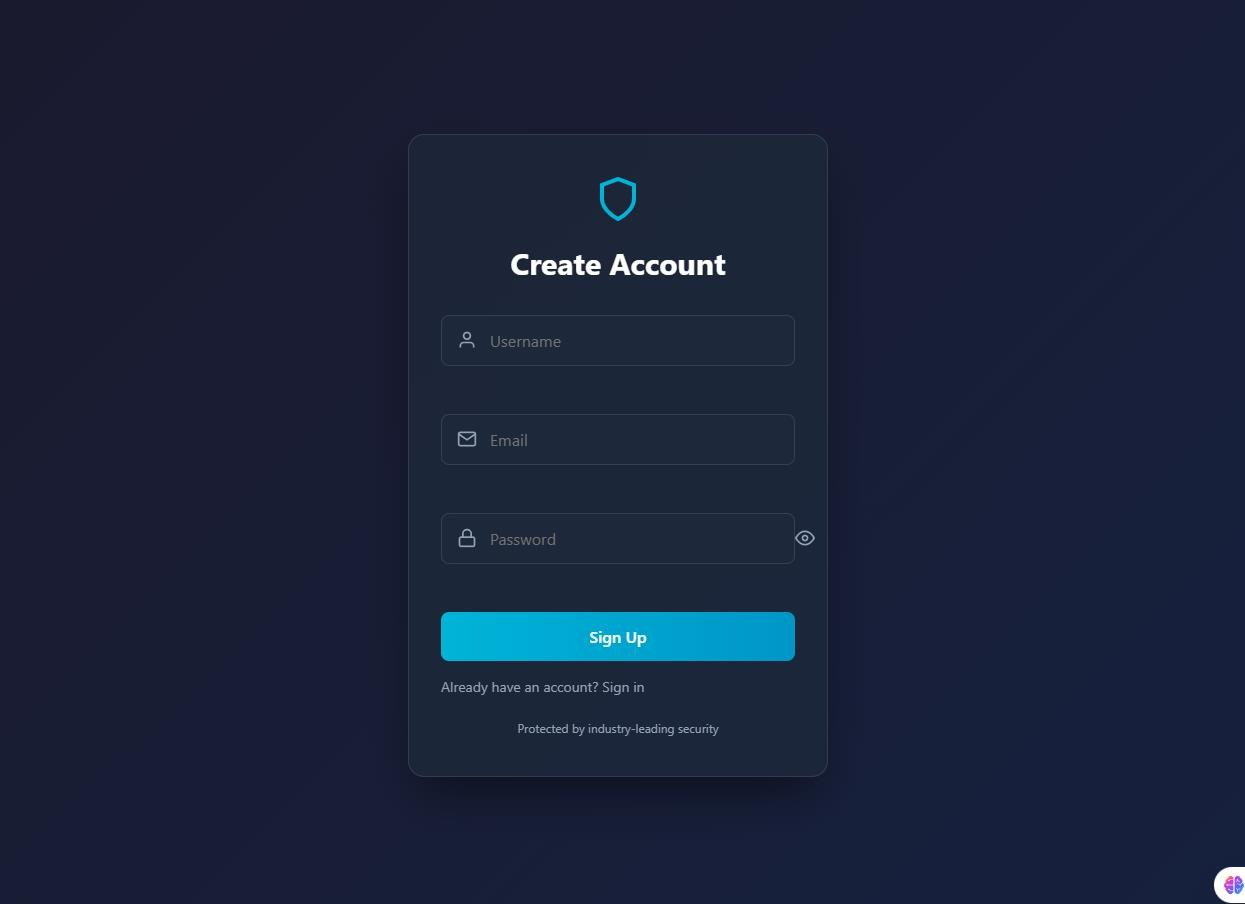 Create Account
Username
Email
Password
Sign Up
Already have an account? Sign in
Protected by industry-leading security